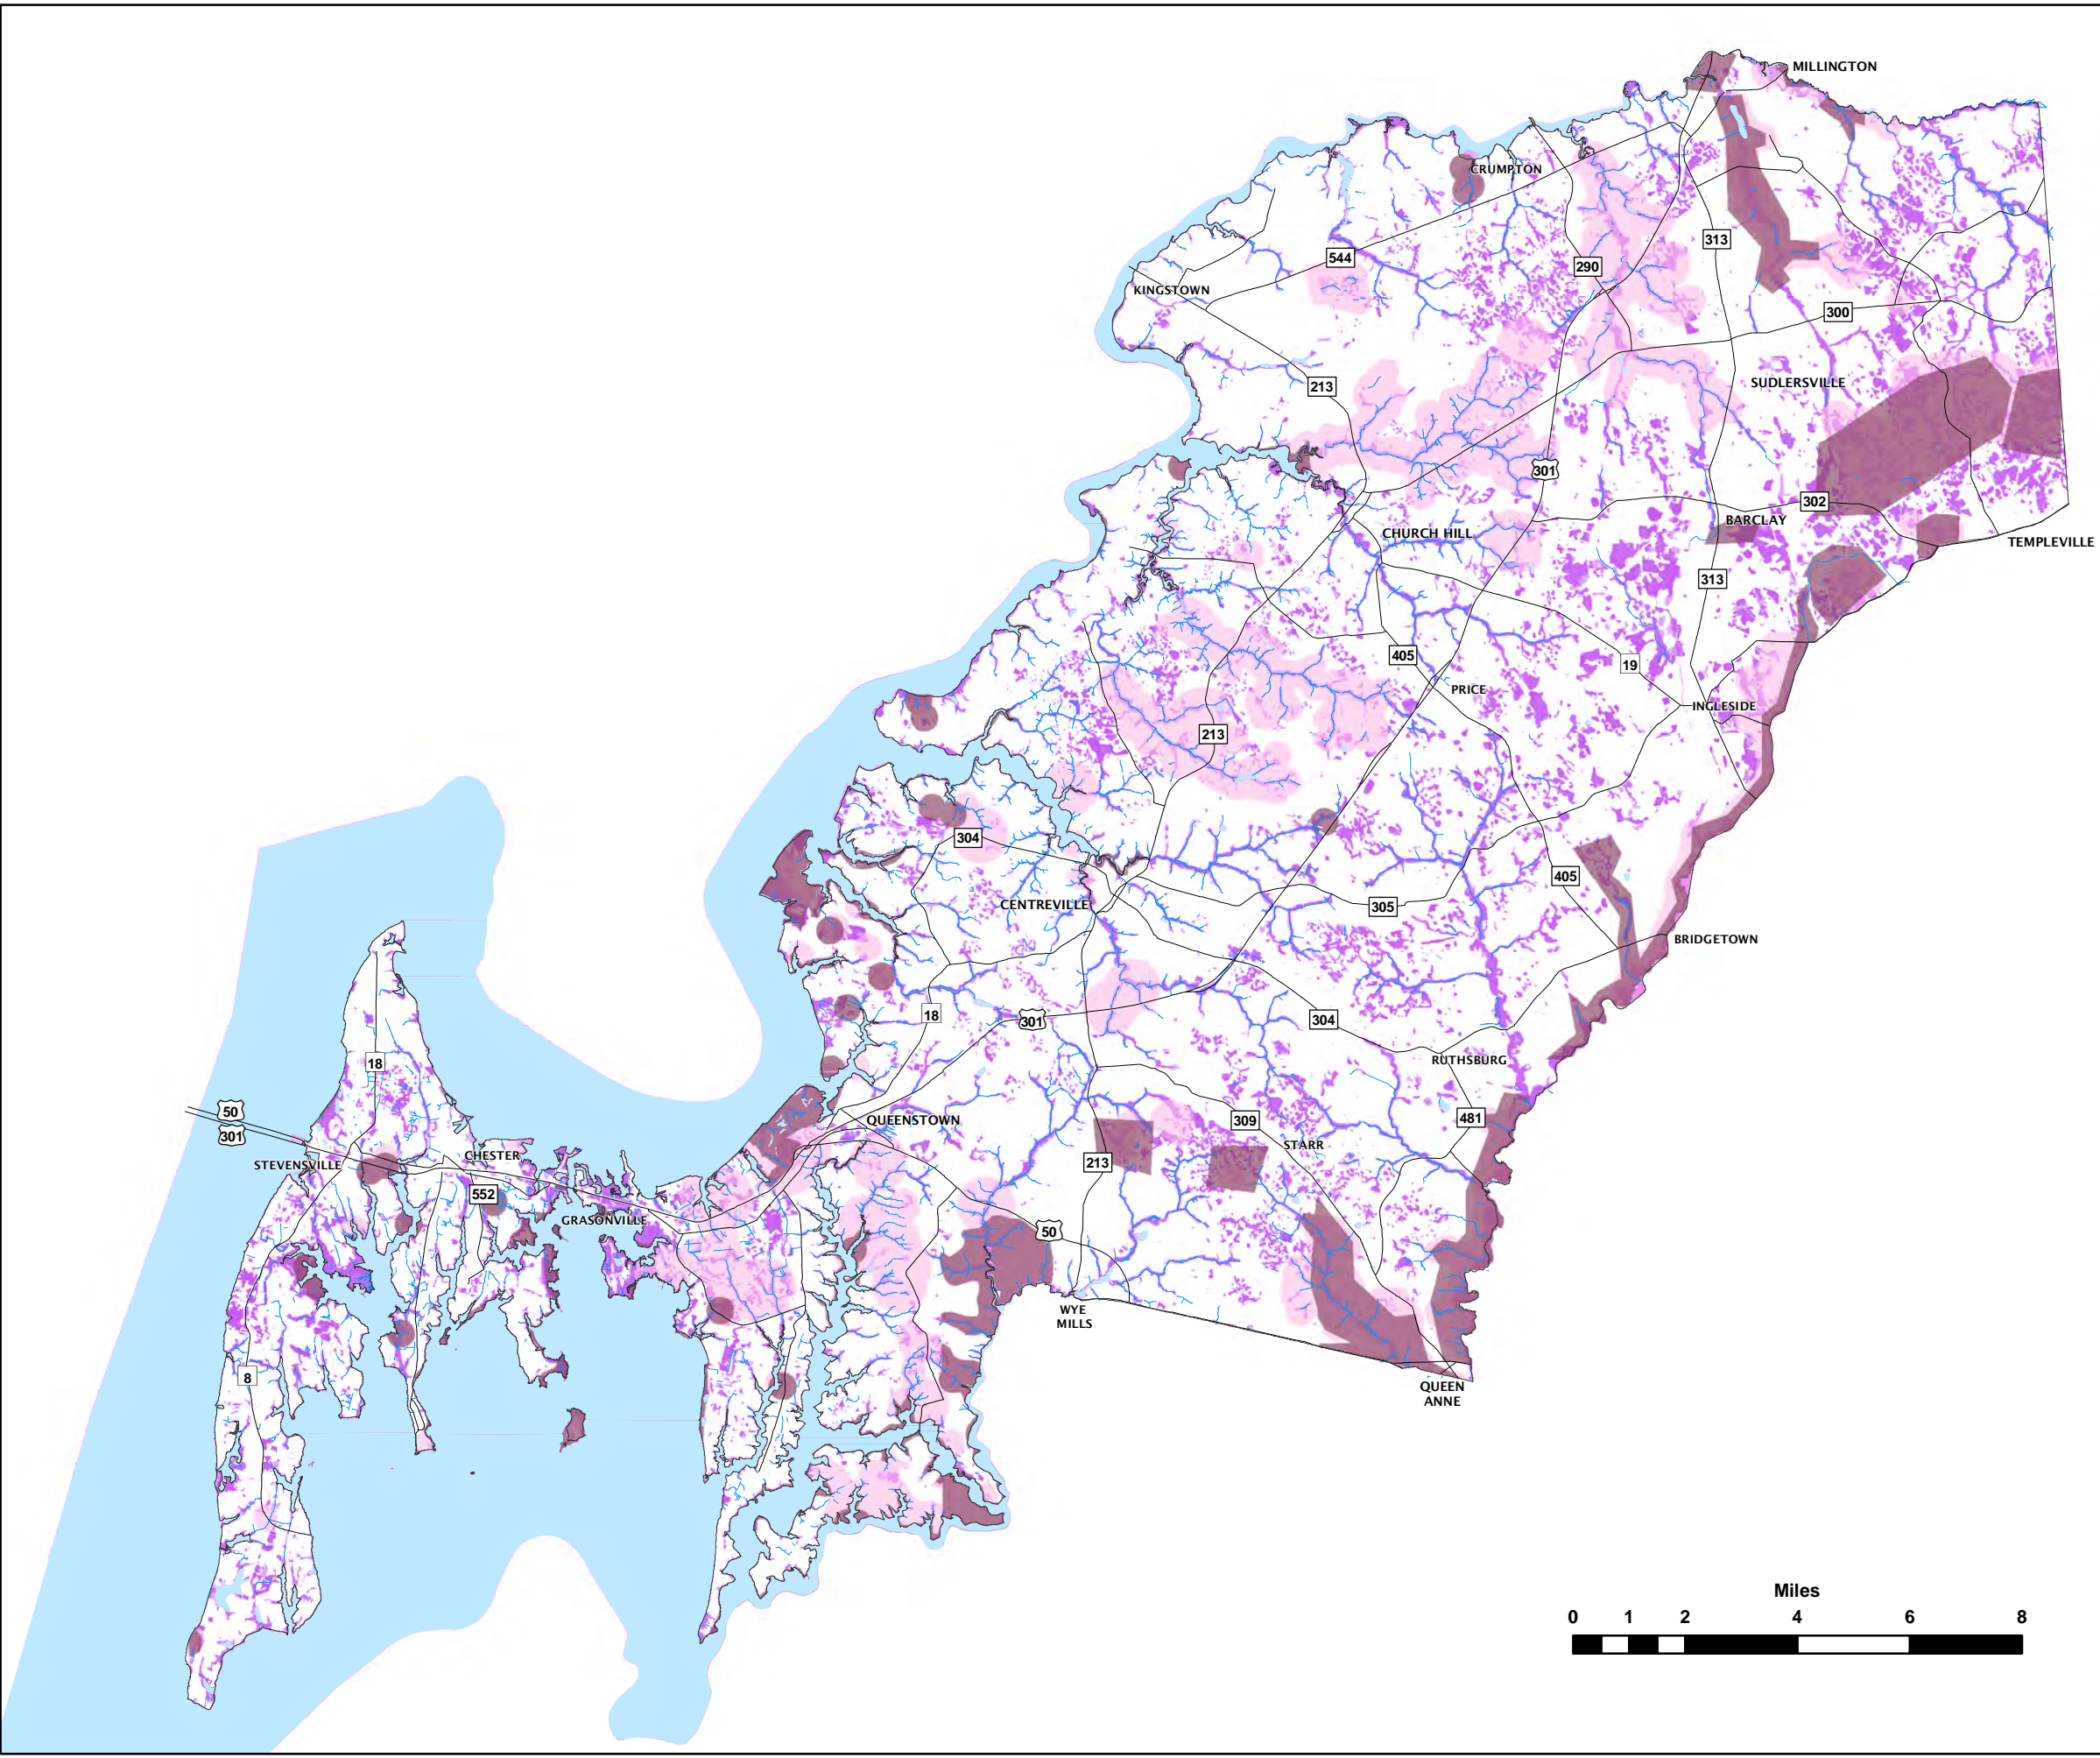 MILLINGTON
CRUMPTON
313
544
290
KINGSTOWN
300
213
SUDLERSVILLE
301
302
BARCLAY
CHURCH HILL
TEMPLEVILLE
313
405
19
PRICE
INGLESIDE
213
304
405
CENTREVILLE
305
BRIDGETOWN
18
301
304
18
RUTHSBURG
50
301
481
QUEENSTOWN
309
STARR
CHESTER
STEVENSVILLE
213
552
GRASONVILLE
50
WYE
MILLS
8
QUEEN
ANNE
Miles
0 1 2 4 6 8